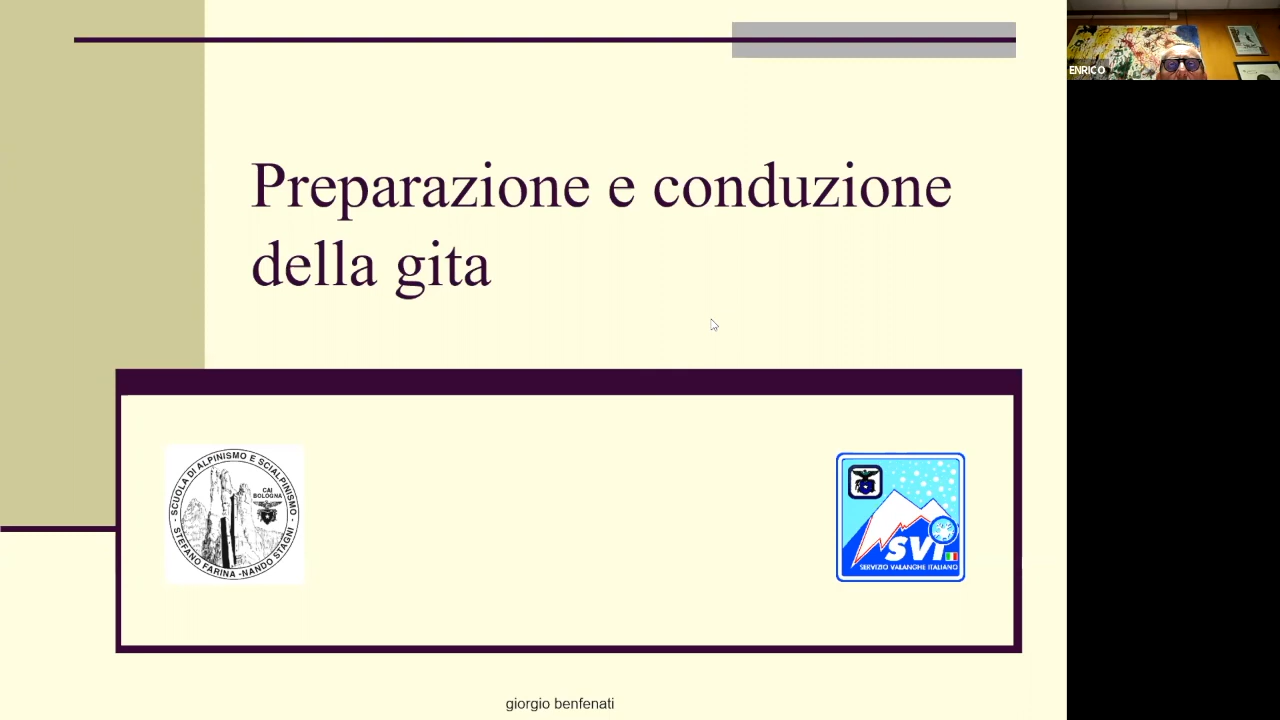 ENRICO
Preparazione e conduzione
della gita
SCUOLA DI ALPINISMO E SCIALPINISMO
CAI
BOLOGNA
STEFANO FARINA - NANDO STAGNI
SVI
SERVIZIO VALANGHE ITALIANO
giorgio benfenati